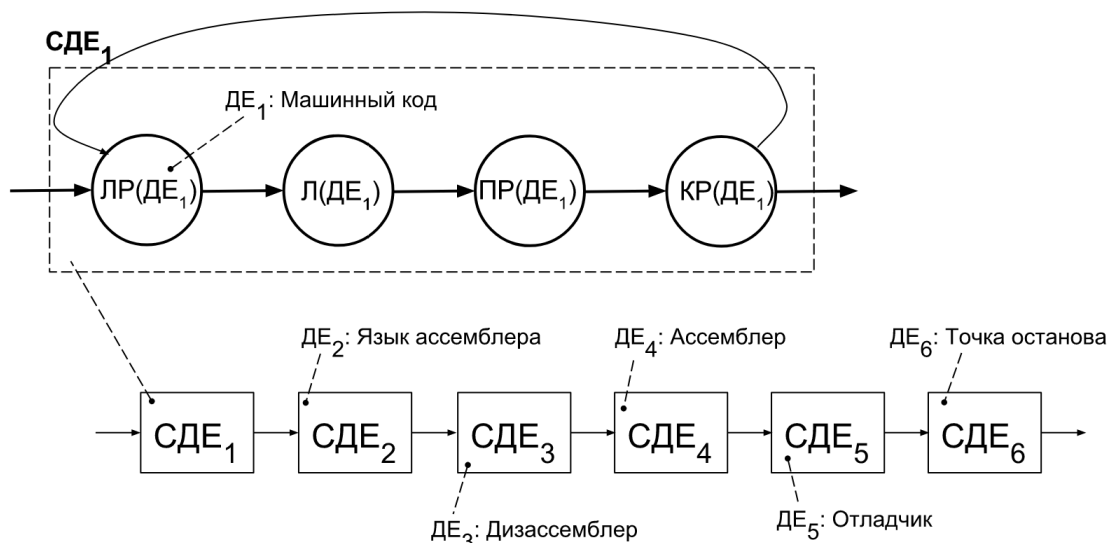 СДЕ1
ДЕ1: Машинный код
ЛР(ДЕ1)
Л(ДЕ1)
ПР(ДЕ1)
КР(ДЕ1)
ДЕ2: Язык ассемблера
ДЕ4: Ассемблер
ДЕ6: Точка останова
СДЕ1
СДЕ2
СДЕ3
СДЕ4
СДЕ5
СДЕ6
ДЕ3: Дизассемблер
ДЕ5: Отладчик